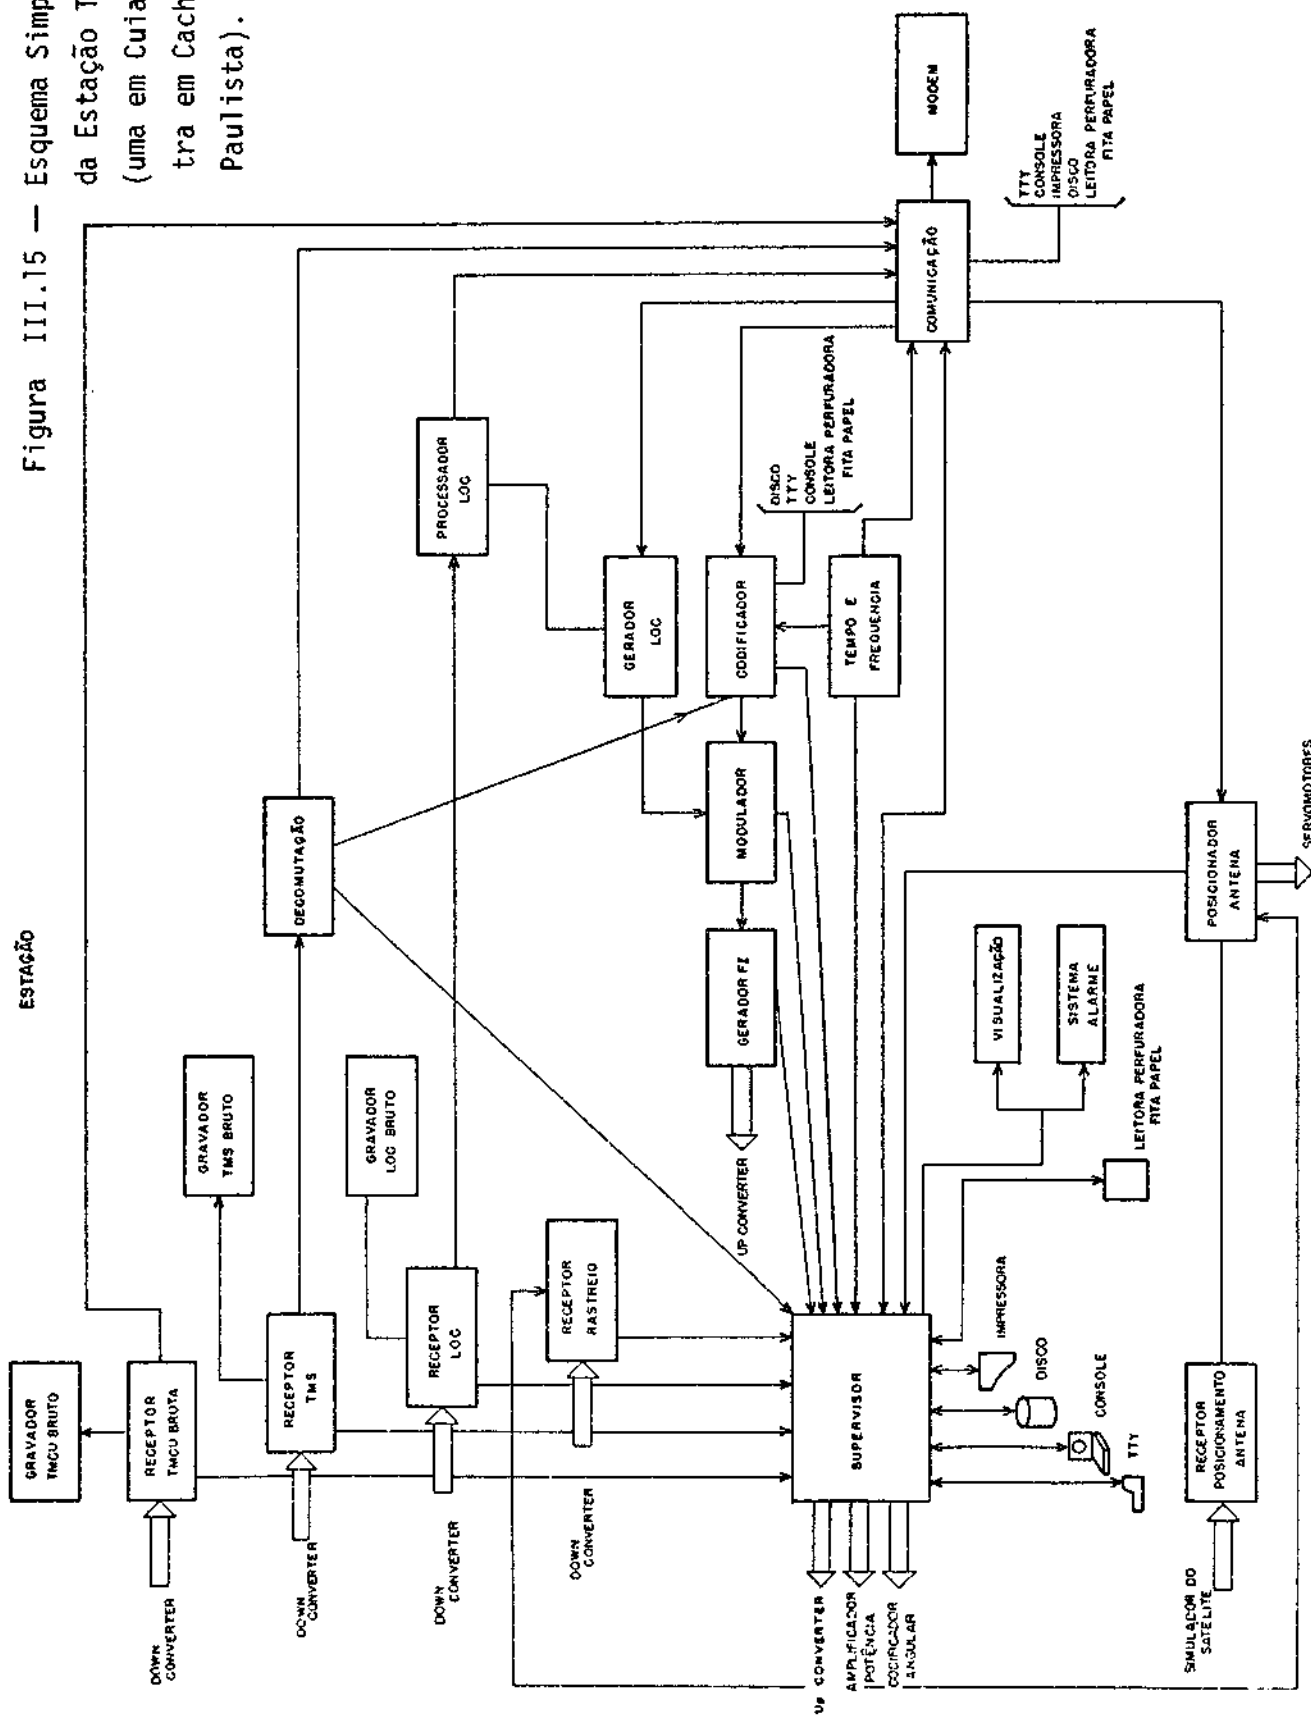 Figura III.15 — Esquema Simp
da Estação T
(uma em Cuia
tra em Cach
Paulista).
ESTAÇÃO
GRAVADOR
TMCU BRUTO
RECEPTOR
TMCU BRUTA
DOWN
CONVERTER
GRAVADOR
TMS BRUTO
RECEPTOR
TMS
DOWN
CONVERTER
GRAVADOR
LOC BRUTO
RECEPTOR
LOC
DOWN
CONVERTER
RECEPTOR
RASTREIO
DOWN
CONVERTER
DECOMUTAÇÃO
PROCESSADOR
LOC
GERADOR
LOC
CODIFICADOR
DISCO
TTY
CONSOLE
LEITORA PERFURADORA
FITA PAPEL
TEMPO E
FREQUENCIA
MODULADOR
GERADOR FI
UP CONVERTER
COMUNICAÇÃO
MODEM
TTY
CONSOLE
IMPRESSORA
DISCO
LEITORA PERFURADORA
FITA PAPEL
SUPERVISOR
UP CONVERTER
AMPLIFICADOR
POTÊNCIA
CODIFICADOR
ANGULAR
IMPRESSORA
DISCO
CONSOLE
TTY
VISUALIZAÇÃO
SISTEMA
ALARME
LEITORA PERFURADORA
FITA PAPEL
POSICIONADOR
ANTENA
SERVOMOTORES
RECEPTOR
POSICIONAMENTO
ANTENA
SIMULADOR DO
SATELITE